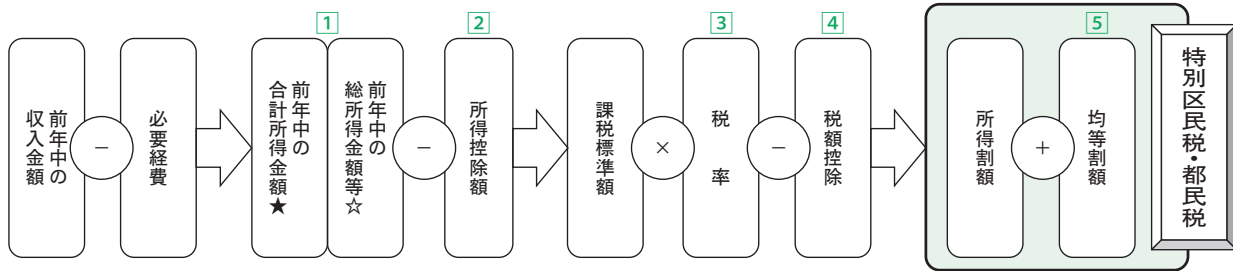 1
2
3
4
5
前年中の
収入金額
−
必要経費
前年中の
合計所得金額★
前年中の
総所得金額等☆
−
所得控除額
課税標準額
×
税率
−
税額控除
所得割額
+
均等割額
特別区民税・都民税